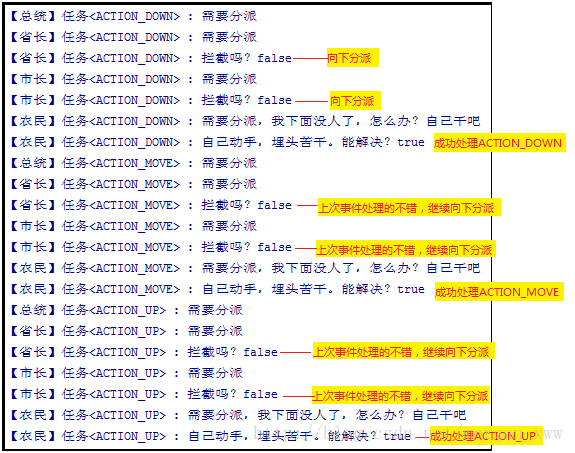 【总统】任务<ACTION_DOWN> : 需要分派
【省长】任务<ACTION_DOWN> : 需要分派
【省长】任务<ACTION_DOWN> : 拦截吗? false 向下分派
【市长】任务<ACTION_DOWN> : 需要分派
【市长】任务<ACTION_DOWN> : 拦截吗? false 向下分派
【农民】任务<ACTION_DOWN> : 需要分派，我下面没人了，怎么办? 自己干吧
【农民】任务<ACTION_DOWN> : 自己动手，埋头苦干。能解决? true 成功处理ACTION_DOWN
【总统】任务<ACTION_MOVE> : 需要分派
【省长】任务<ACTION_MOVE> : 需要分派
【省长】任务<ACTION_MOVE> : 拦截吗? false 上次事件处理的不错，继续向下分派
【市长】任务<ACTION_MOVE> : 需要分派
【市长】任务<ACTION_MOVE> : 拦截吗? false 上次事件处理的不错，继续向下分派
【农民】任务<ACTION_MOVE> : 需要分派，我下面没人了，怎么办? 自己干吧
【农民】任务<ACTION_MOVE> : 自己动手，埋头苦干。能解决? true 成功处理ACTION_MOVE
【总统】任务<ACTION_UP> : 需要分派
【省长】任务<ACTION_UP> : 需要分派
【省长】任务<ACTION_UP> : 拦截吗? false 上次事件处理的不错，继续向下分派
【市长】任务<ACTION_UP> : 需要分派
【市长】任务<ACTION_UP> : 拦截吗? false 上次事件处理的不错，继续向下分派
【农民】任务<ACTION_UP> : 需要分派，我下面没人了，怎么办? 自己干吧
【农民】任务<ACTION_UP> : 自己动手，埋头苦干。能解决? true 成功处理ACTION_UP